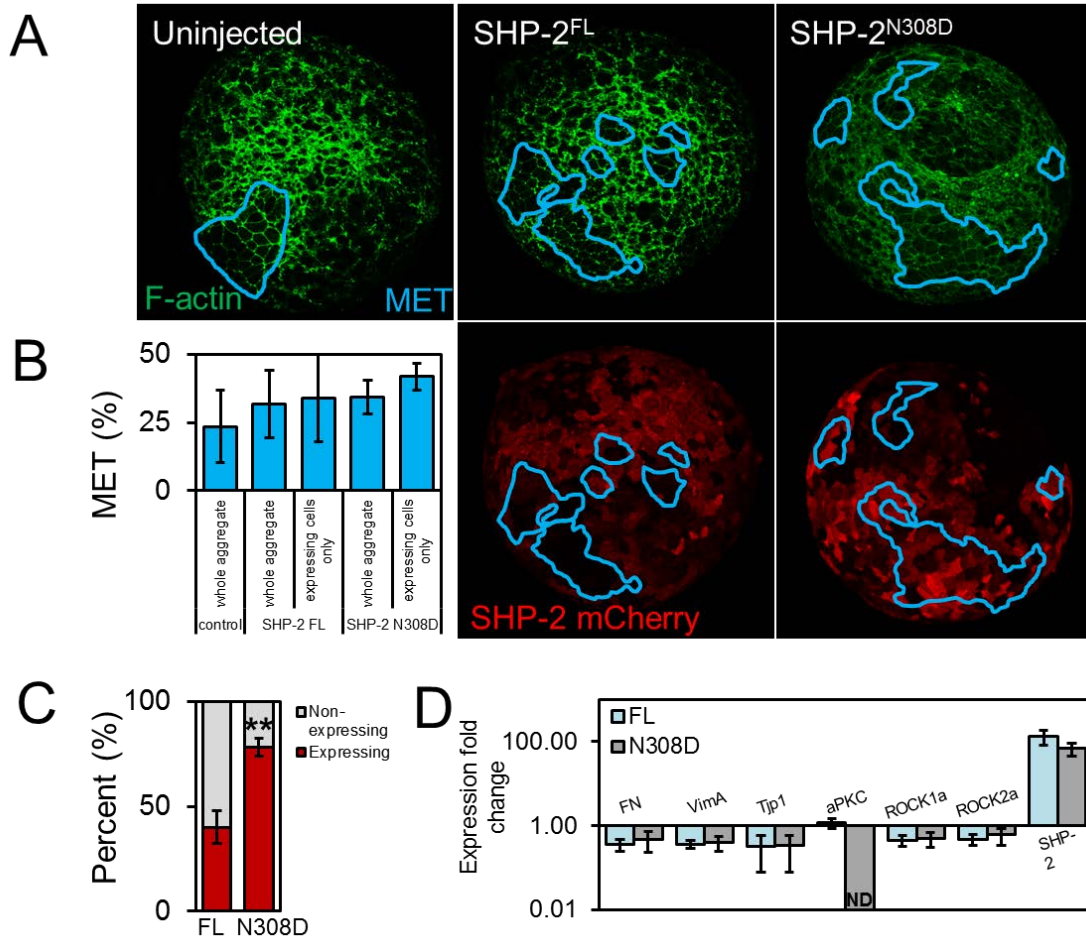 A
Uninjected
SHP-2FL
SHP-2N308D
F-actin
MET
B
MET (%)
50
25
0
whole aggregate
whole aggregate
expressing cells
only
whole aggregate
expressing cells
only
control
SHP-2 FL
SHP-2 N308D
SHP-2 mCherry
C
Percent (%)
100
50
0
**
FL
N308D
Non-
expressing
Expressing
D
Expression fold
change
100.00
1.00
0.01
FL
N308D
FN
VimA
Tjp1
aPKC
ROCK1a
ROCK2a
SHP-
2
ND